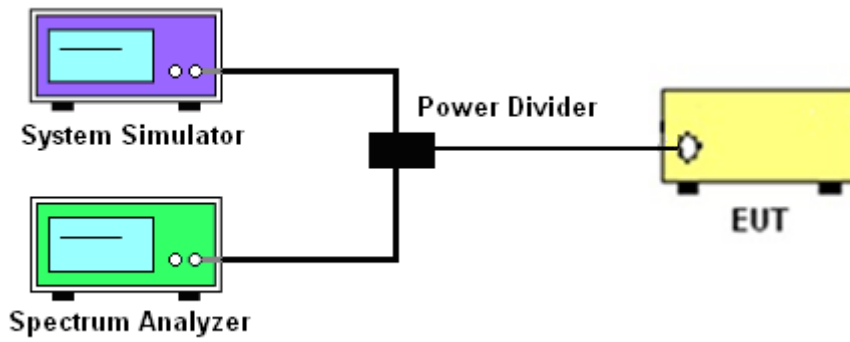 System Simulator
Power Divider
EUT
Spectrum Analyzer